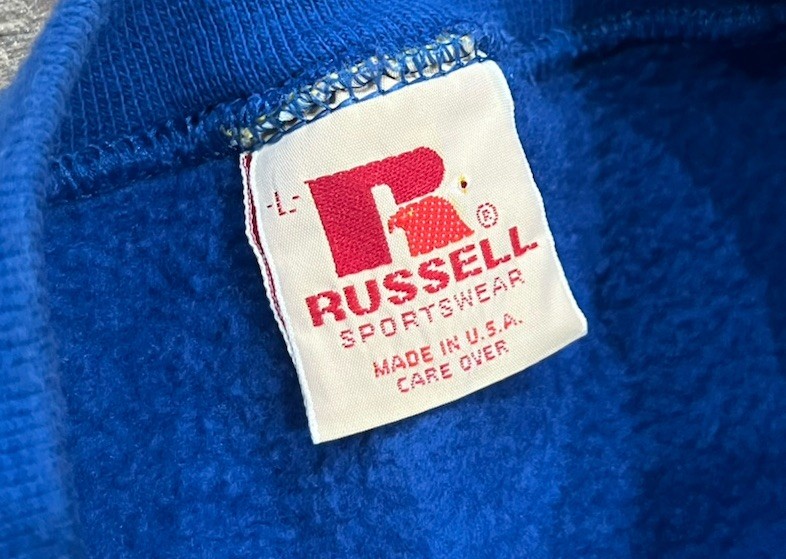 -L-
R ®
RUSSELL
SPORTSWEAR
MADE IN U.S.A.
CARE OVER